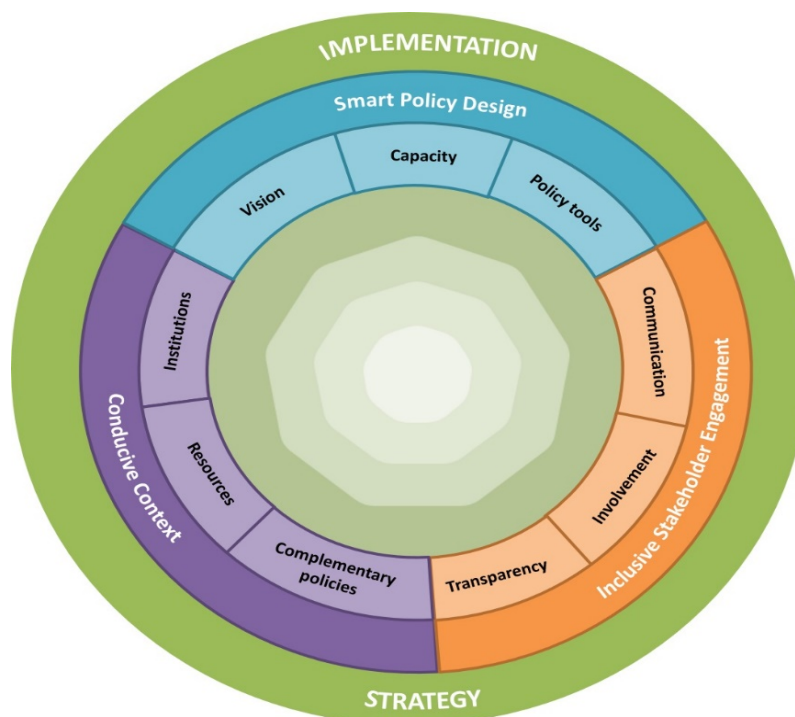 IMPLEMENTATION
Smart Policy Design
Vision
Capacity
Policy tools
Communication
Involvement
Transparency
Inclusive Stakeholder Engagement
Institutions
Resources
Complementary
policies
Conducive Context
STRATEGY